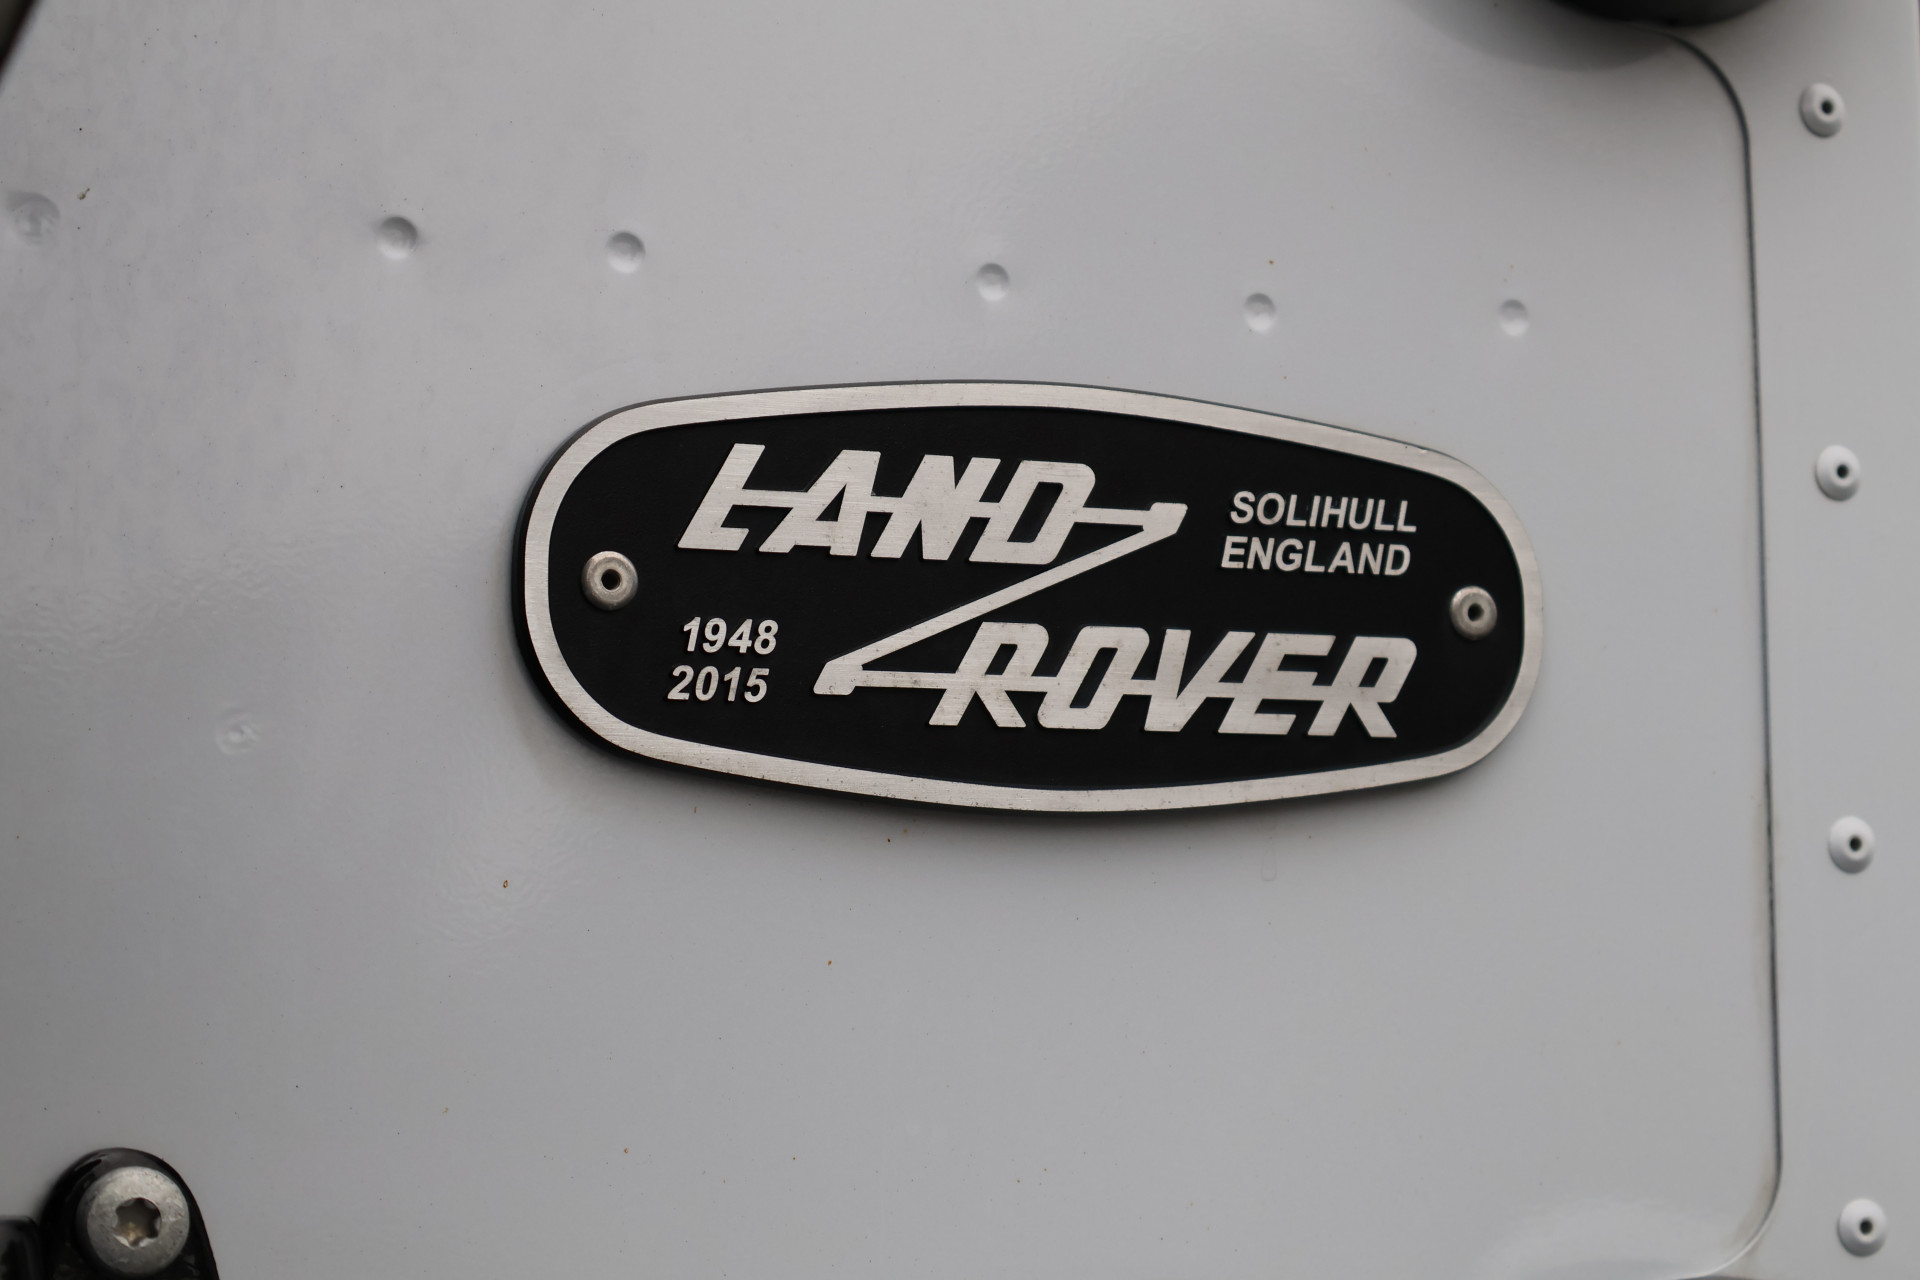 LAND
SOLIHULL
ENGLAND
1948
2015
ROVER